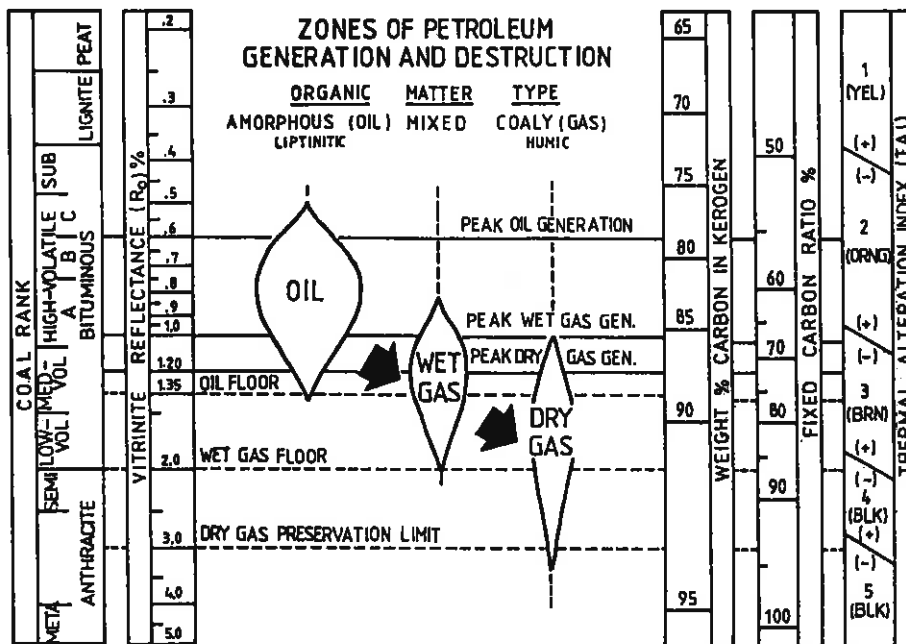 ZONES OF PETROLEUM
GENERATION AND DESTRUCTION
ORGANIC MATTER TYPE
AMORPHOUS (OIL) MIXED COALY (GAS)
LIPTINITIC HUMIC
COAL RANK
PEAT
LIGNITE
SUB
HIGH-VOLATILE
C
B
A
BITUMINOUS
MED-
VOL
LOW-
VOL
SEMI
ANTHRACITE
META
VITRINITE REFLECTANCE (Ro) %
.2
.3
.4
.5
.6
.7
.8
.9
1.0
1.20
1.35
2.0
3.0
4.0
5.0
PEAK OIL GENERATION
OIL
PEAK WET GAS GEN.
PEAK DRY GAS GEN.
WET
GAS
OIL FLOOR
DRY
GAS
WET GAS FLOOR
DRY GAS PRESERVATION LIMIT
65
70
75
80
85
90
95
WEIGHT % CARBON IN KEROGEN
50
60
70
80
90
100
FIXED CARBON RATIO %
1
(YEL)
(+)
(-)
2
(ORNG)
(+)
(-)
3
(BRN)
(+)
(-)
4
(BLK)
(+)
(-)
5
(BLK)
THERMAL ALTERATION INDEX (TAI)